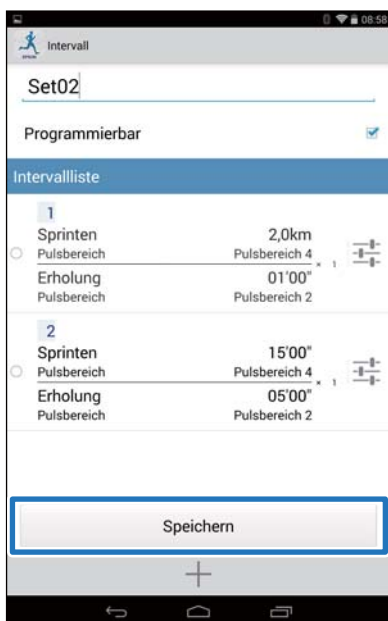 08:58
EPSON
Intervall
Set02
Programmierbar
Intervallliste
1
Sprinten 2,0km
Pulsbereich Pulsbereich 4
× 1
Erholung 01'00"
Pulsbereich Pulsbereich 2
2
Sprinten 15'00"
Pulsbereich Pulsbereich 4
× 1
Erholung 05'00"
Pulsbereich Pulsbereich 2
Speichern
+